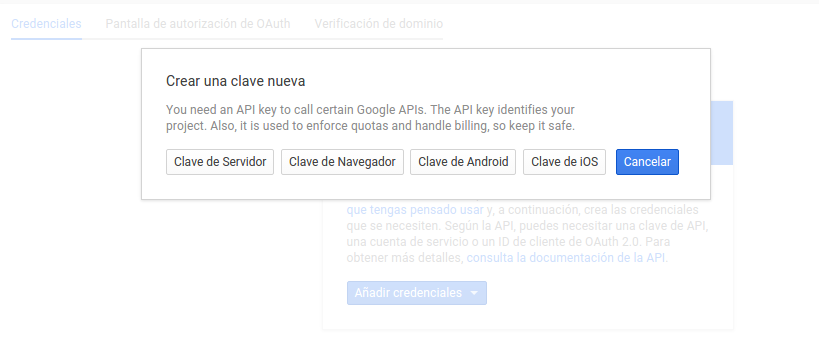 Credenciales Pantalla de autorización de OAuth Verificación de dominio
Crear una clave nueva
You need an API key to call certain Google APIs. The API key identifies your
project. Also, it is used to enforce quotas and handle billing, so keep it safe.
Clave de Servidor Clave de Navegador Clave de Android Clave de iOS Cancelar
que tengas pensado usar y, a continuación, crea las credenciales
que se necesiten. Según la API, puedes necesitar una clave de API,
una cuenta de servicio o un ID de cliente de OAuth 2.0. Para
obtener más detalles, consulta la documentación de la API.
Añadir credenciales